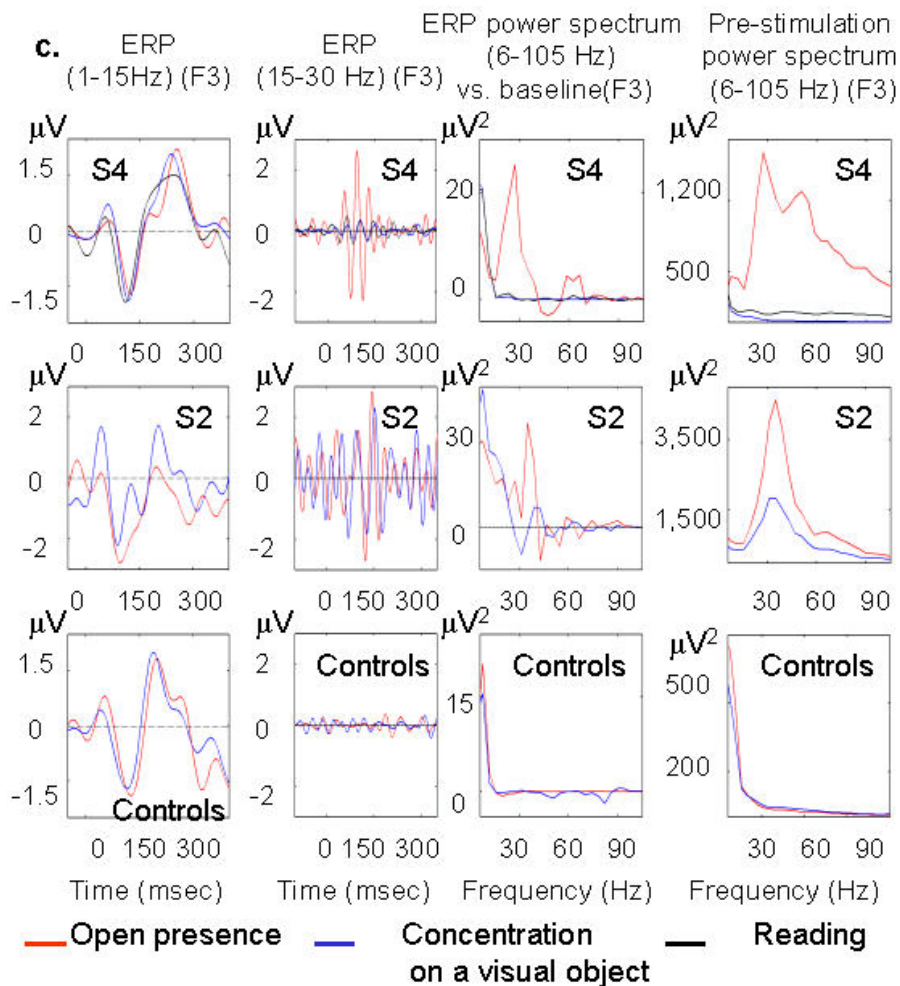 c.
ERP
(1-15Hz) (F3)
ERP
(15-30 Hz) (F3)
ERP power spectrum
(6-105 Hz)
vs. baseline(F3)
Pre-stimulation
power spectrum
(6-105 Hz) (F3)
μV
1.5
0
-1.5
S4
0 150 300
μV
2
0
-2
S4
0 150 300
μV²
20
0
S4
30 60 90
μV²
1,200
500
S4
30 60 90
μV
2
0
-2
S2
0 150 300
μV
2
0
-2
S2
0 150 300
μV²
30
0
S2
30 60 90
μV²
3,500
1,500
S2
30 60 90
μV
1.5
0
-1.5
Controls
0 150 300
Time (msec)
μV
2
0
-2
Controls
0 150 300
Time (msec)
15
0
Controls
30 60 90
Frequency (Hz)
μV²
500
200
Controls
30 60 90
Frequency (Hz)
Open presence
Concentration
on a visual object
Reading